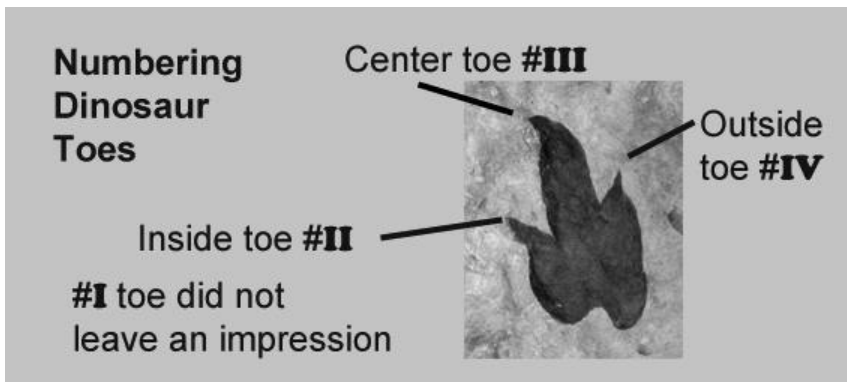 Numbering
Dinosaur
Toes
Center toe #III
Outside
toe #IV
Inside toe #II
#I toe did not
leave an impression